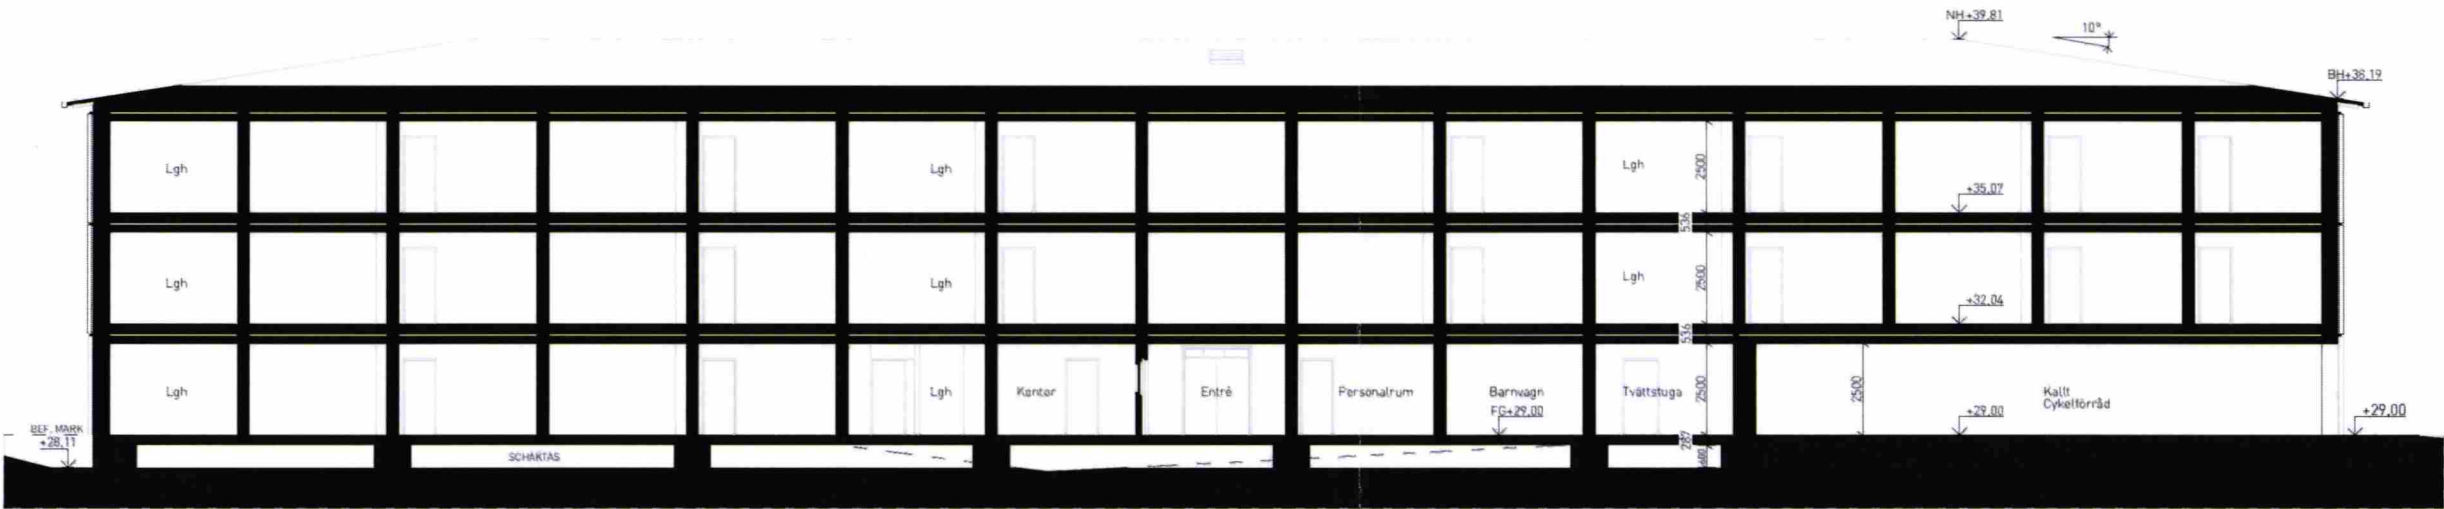 NH+39,81
10°
BH+38,19
Lgh
Lgh
Lgh
2500
+35,07
536
Lgh
Lgh
Lgh
2500
+32,04
536
Lgh
Lgh
Kontor
Entré
Personalrum
Barnvagn
FG+29,00
Tvättstuga
2500
2500
Kallt
Cykelförråd
+29,00
+29,00
BEF. MARK
+28,11
SCHAKTAS
287